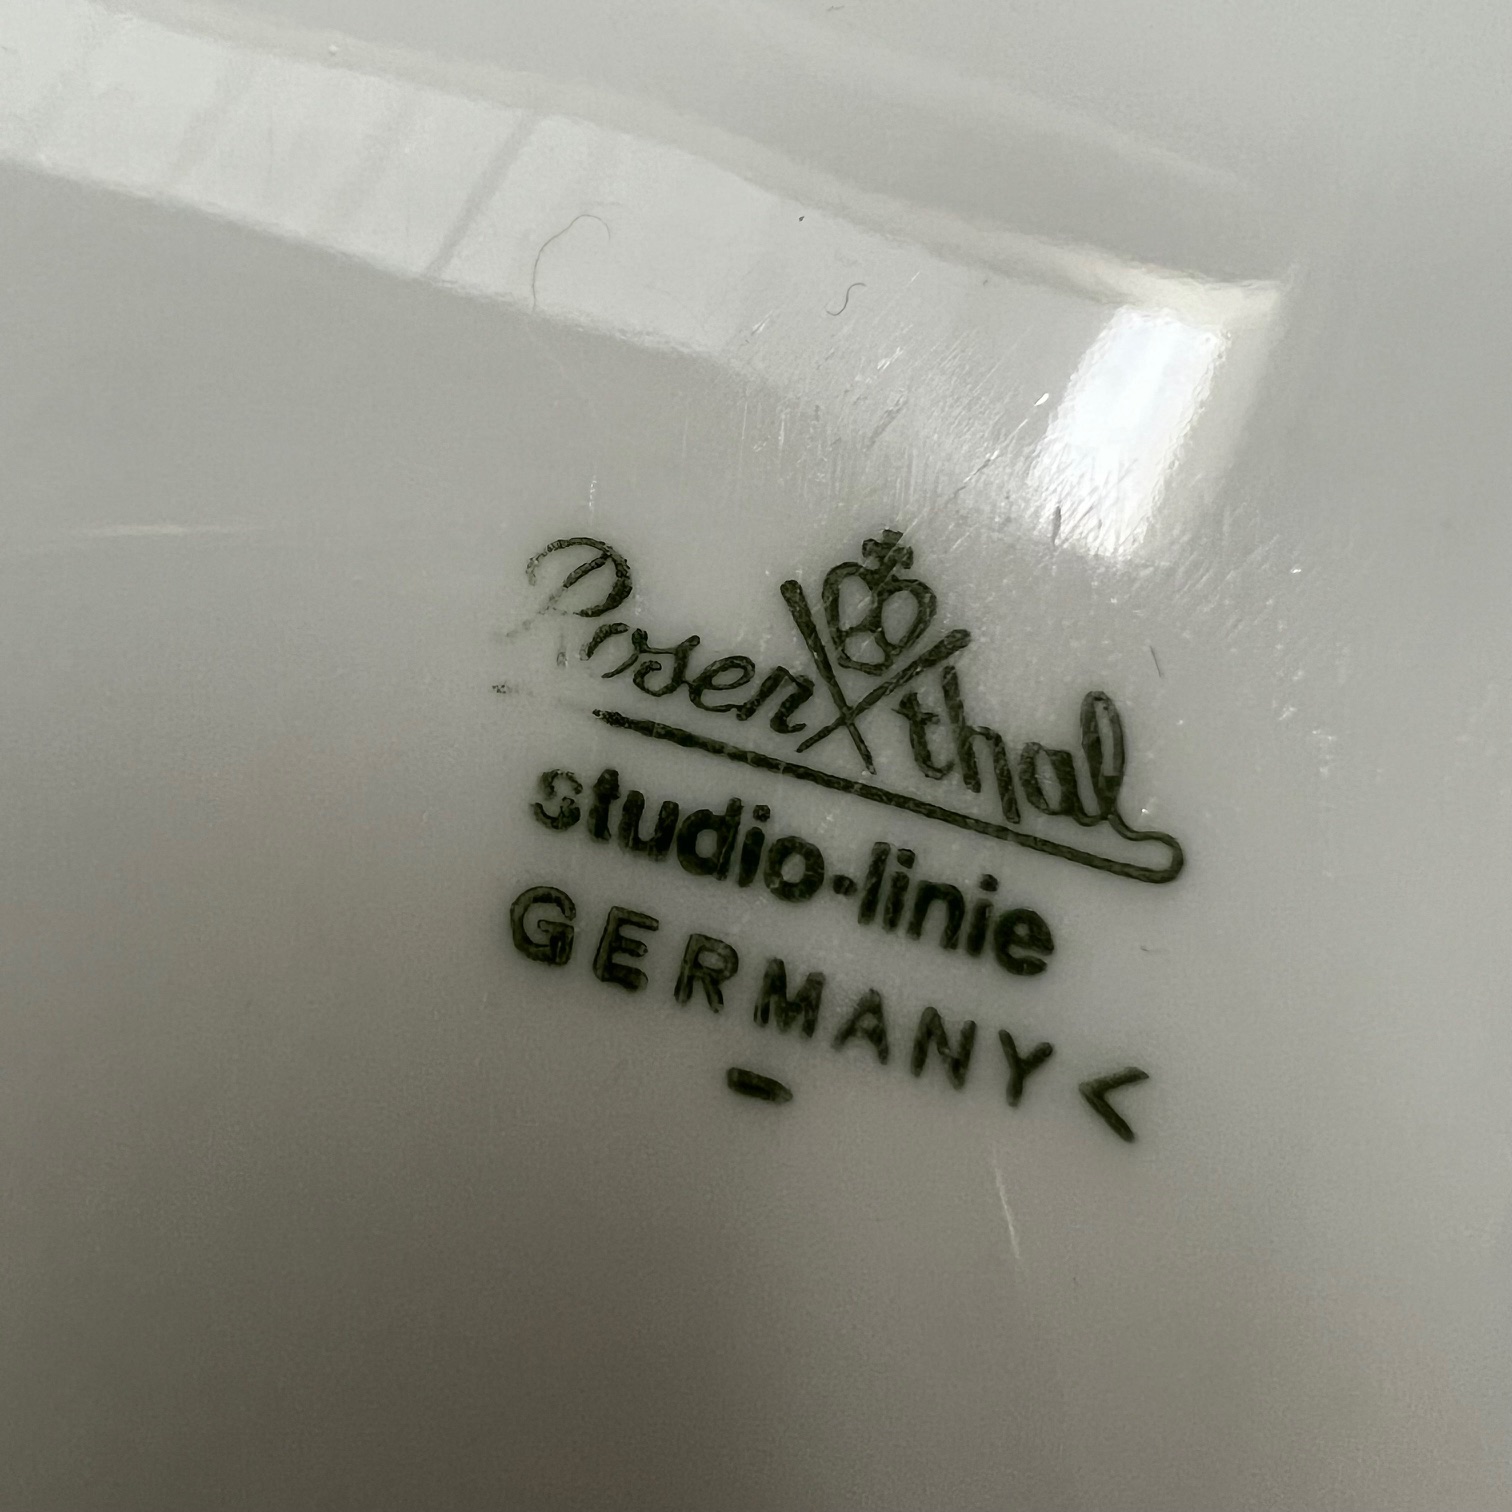 Rosenthal
studio-linie
GERMANY <
-